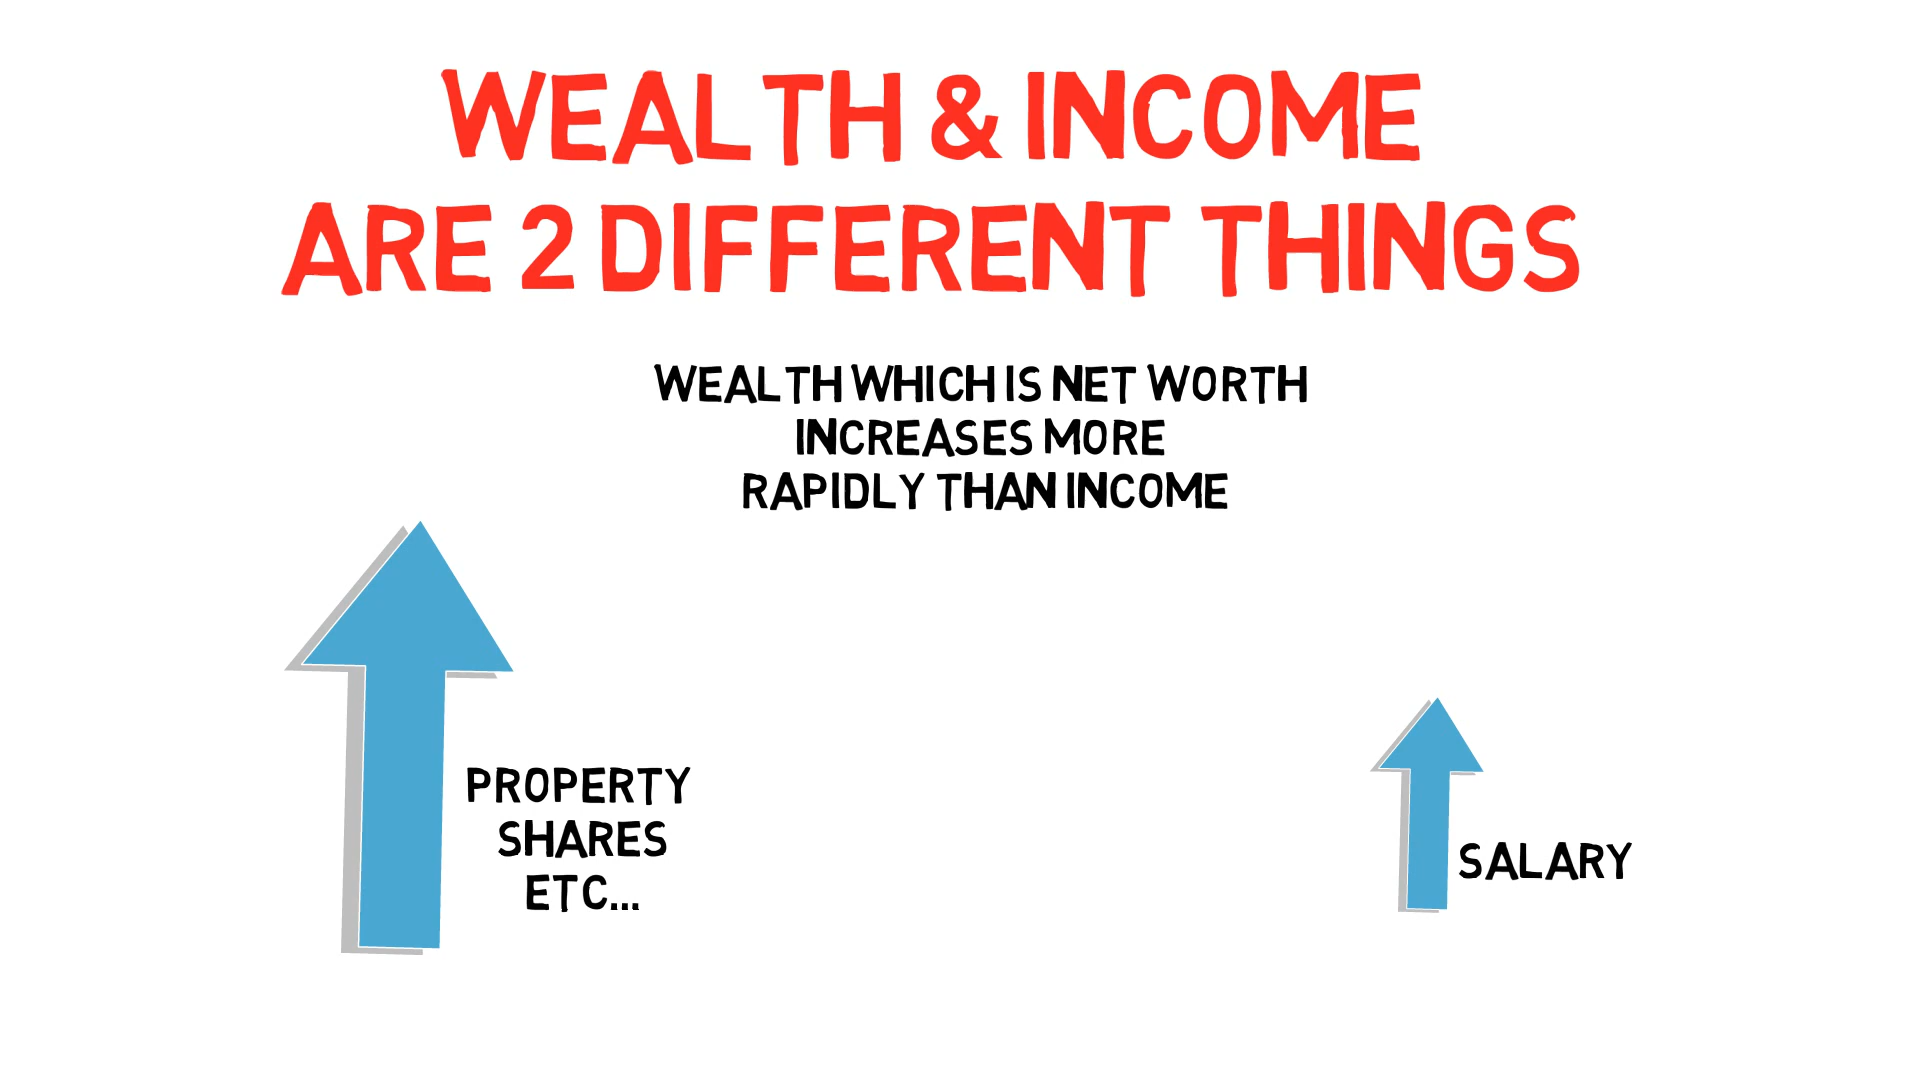 WEALTH & INCOME
ARE 2 DIFFERENT THINGS
WEALTH WHICH IS NET WORTH
INCREASES MORE
RAPIDLY THAN INCOME
PROPERTY
SHARES
ETC...
SALARY